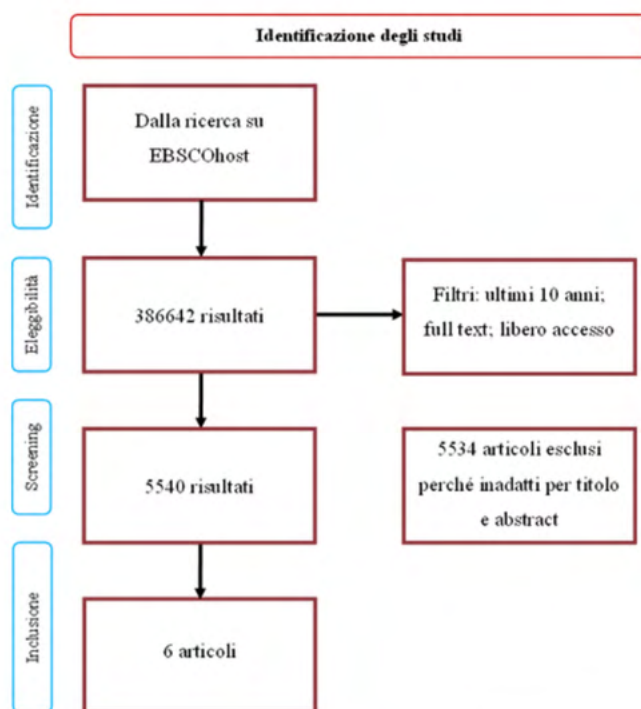 Identificazione degli studi
Identificazione
Dalla ricerca su
EBSCOhost
Eleggibilità
386642 risultati
Filtri: ultimi 10 anni;
full text; libero accesso
Screening
5540 risultati
5534 articoli esclusi
perché inadatti per titolo
e abstract
Inclusione
6 articoli